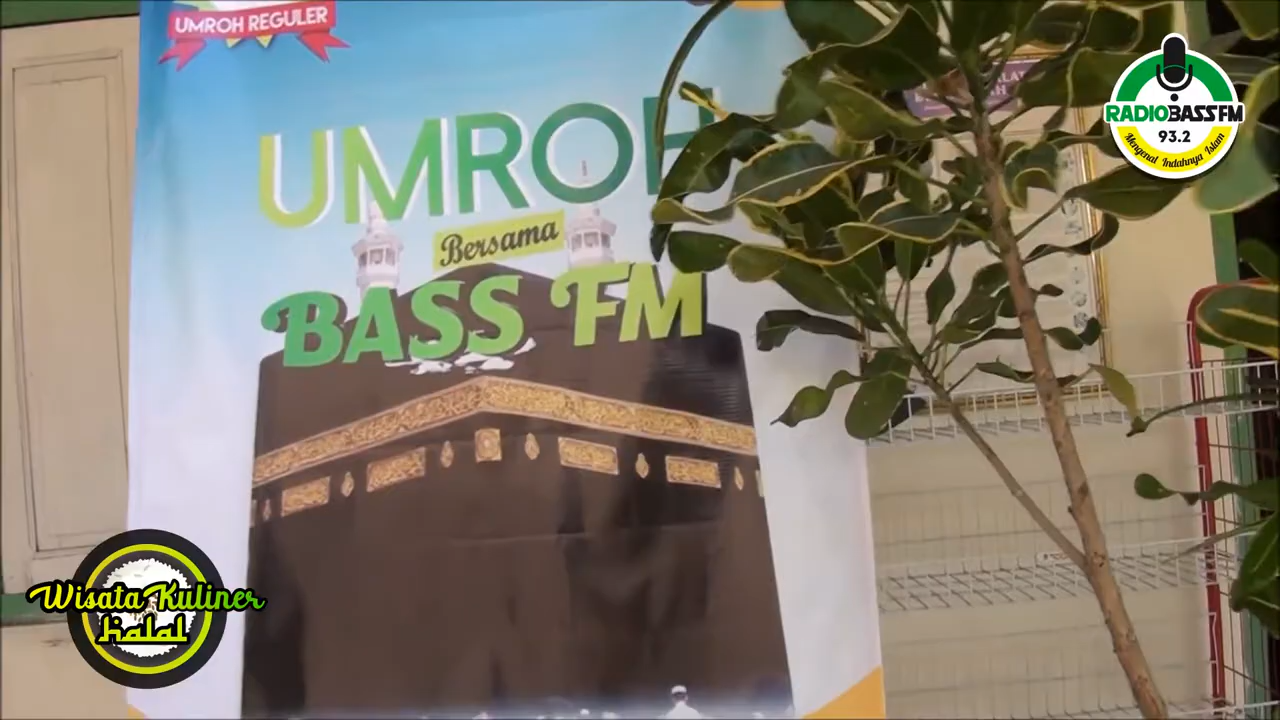 UMROH REGULER
UMROH
Bersama
BASS FM
RADIOBASSFM
93.2
Mengenal Indahnya Islam
Wisata Kuliner
Halal